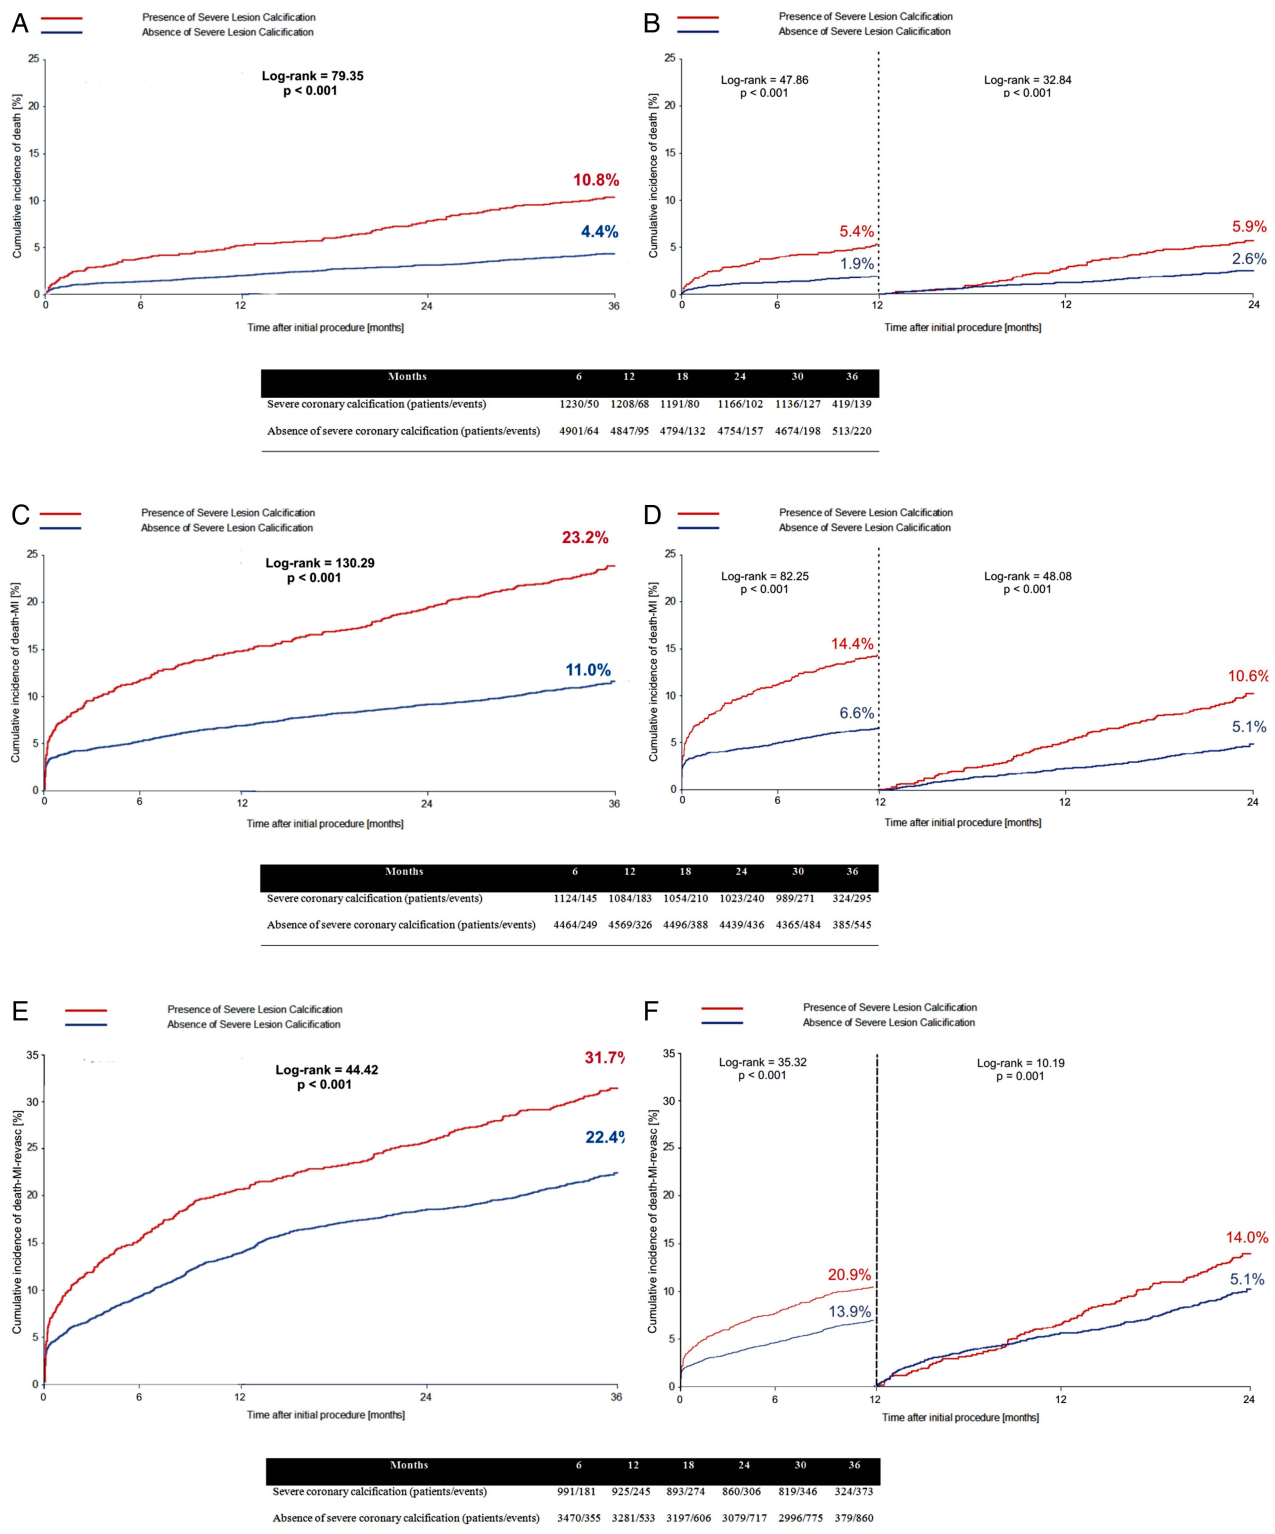 A
Presence of Severe Lesion Calcification
Absence of Severe Lesion Calicification
Log-rank = 79.35
p < 0.001
Cumulative incidence of death [%]
25
20
15
10
5
0
10.8%
4.4%
0 6 12 24 36
Time after initial procedure [months]
B
Presence of Severe Lesion Calcification
Absence of Severe Lesion Calicification
Log-rank = 47.86
p < 0.001
Log-rank = 32.84
p < 0.001
Cumulative incidence of death [%]
25
20
15
10
5
0
5.4%
1.9%
5.9%
2.6%
0 6 12 12 24
Time after initial procedure [months]
Months 6 12 18 24 30 36
Severe coronary calcification (patients/events) 1230/50 1208/68 1191/80 1166/102 1136/127 419/139
Absence of severe coronary calcification (patients/events) 4901/64 4847/95 4794/132 4754/157 4674/198 513/220
C
Presence of Severe Lesion Calcification
Absence of Severe Lesion Calicification
Log-rank = 130.29
p < 0.001
Cumulative incidence of death-MI [%]
25
20
15
10
5
0
23.2%
11.0%
0 6 12 24 36
Time after initial procedure [months]
D
Presence of Severe Lesion Calcification
Absence of Severe Lesion Calicification
Log-rank = 82.25
p < 0.001
Log-rank = 48.08
p < 0.001
Cumulative incidence of death-MI [%]
25
20
15
10
5
0
14.4%
6.6%
10.6%
5.1%
0 6 12 12 24
Time after initial procedure [months]
Months 6 12 18 24 30 36
Severe coronary calcification (patients/events) 1124/145 1084/183 1054/210 1023/240 989/271 324/295
Absence of severe coronary calcification (patients/events) 4464/249 4569/326 4496/388 4439/436 4365/484 385/545
E
Presence of Severe Lesion Calcification
Absence of Severe Lesion Calicification
Log-rank = 44.42
p < 0.001
Cumulative incidence of death-MI-revasc [%]
35
30
25
20
15
10
5
0
31.7%
22.4%
0 6 12 24 36
Time after initial procedure [months]
F
Presence of Severe Lesion Calcification
Absence of Severe Lesion Calicification
Log-rank = 35.32
p < 0.001
Log-rank = 10.19
p = 0.001
Cumulative incidence of death-MI-revasc [%]
35
30
25
20
15
10
5
0
20.9%
13.9%
14.0%
5.1%
0 6 12 12 24
Time after initial procedure [months]
Months 6 12 18 24 30 36
Severe coronary calcification (patients/events) 991/181 925/245 893/274 860/306 819/346 324/373
Absence of severe coronary calcification (patients/events) 3470/355 3281/533 3197/606 3079/717 2996/775 379/860